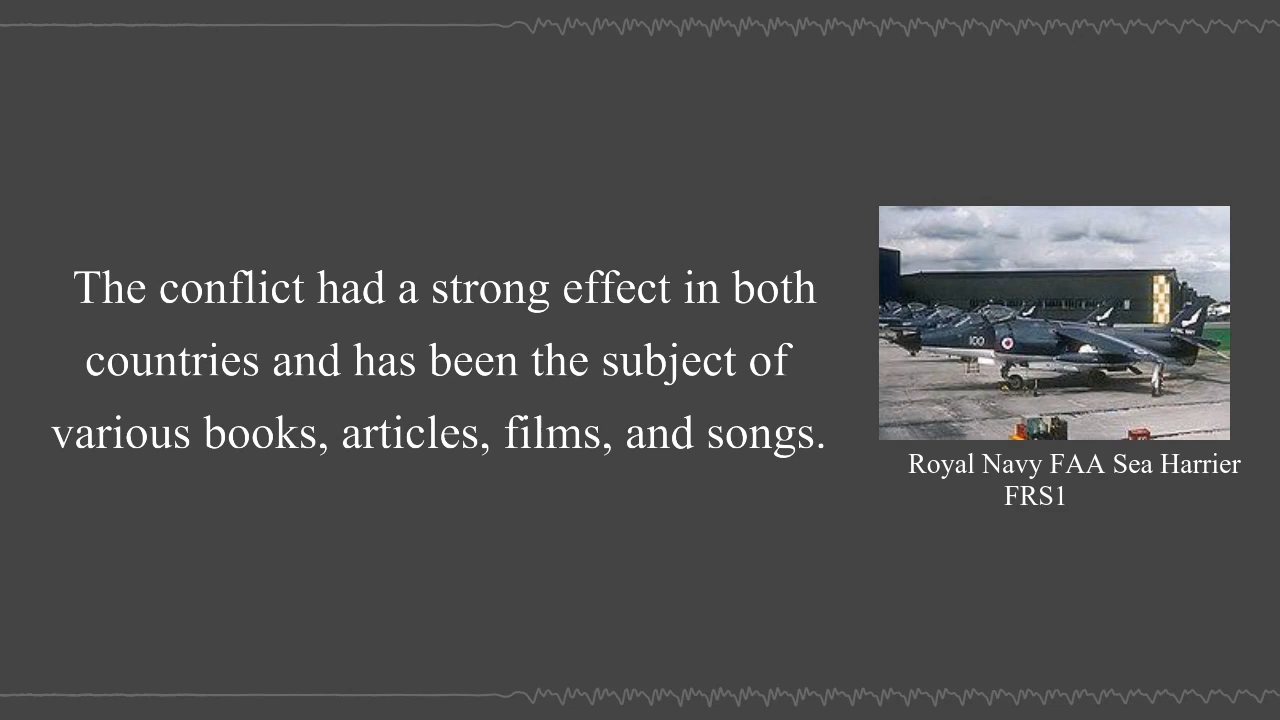 The conflict had a strong effect in both
countries and has been the subject of
various books, articles, films, and songs.
100
Royal Navy FAA Sea Harrier
FRS1